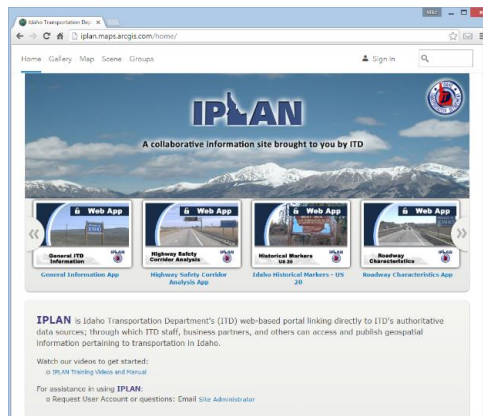 Idaho Transportation Dep
iplan.maps.arcgis.com/home/
Home Gallery Map Scene Groups Sign In
IPLAN
A collaborative information site brought to you by ITD
Web App Web App Web App Web App
General ITD Information
Highway Safety Corridor Analysis
Historical Markers US 20
Roadway Characteristics
General Information App
Highway Safety Corridor Analysis App
Idaho Historical Markers - US 20
Roadway Characteristics App
IPLAN is Idaho Transportation Department's (ITD) web-based portal linking directly to ITD's authoritative
data sources; through which ITD staff, business partners, and others can access and publish geospatial
information pertaining to transportation in Idaho.
Watch our videos to get started:
o IPLAN Training Videos and Manual
For assistance in using IPLAN:
o Request User Account or questions: Email Site Administrator